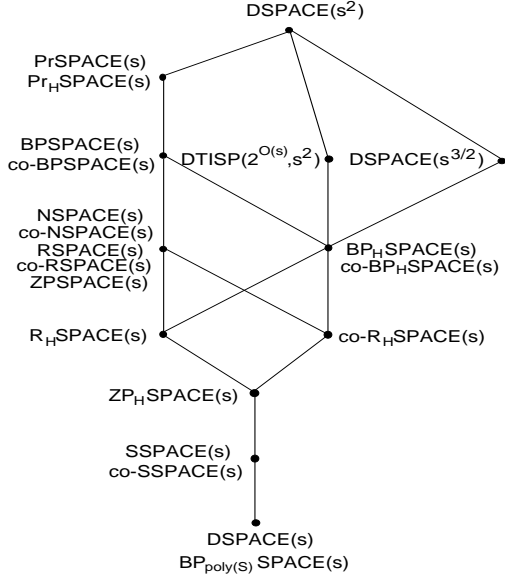 DSPACE(s²)
PrSPACE(s)
Pr_HSPACE(s)
BPSPACE(s)
co-BPSPACE(s)
DTISP(2^O(s),s²)
DSPACE(s^3/2)
NSPACE(s)
co-NSPACE(s)
RSPACE(s)
co-RSPACE(s)
ZPSPACE(s)
BP_HSPACE(s)
co-BP_HSPACE(s)
R_HSPACE(s)
co-R_HSPACE(s)
ZP_HSPACE(s)
SSPACE(s)
co-SSPACE(s)
DSPACE(s)
BP_poly(S) SPACE(s)